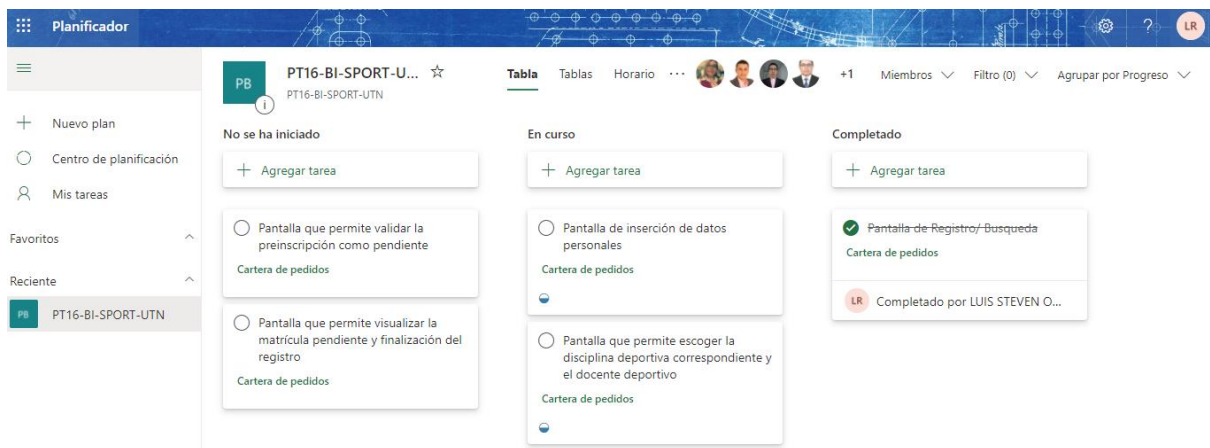 Planificador
?
LR
PB
PT16-BI-SPORT-U...
PT16-BI-SPORT-UTN
Tabla
Tablas
Horario
...
+1
Miembros
Filtro (0)
Agrupar por Progreso
Nuevo plan
Centro de planificación
Mis tareas
Favoritos
Reciente
PB
PT16-BI-SPORT-UTN
No se ha iniciado
Agregar tarea
Pantalla que permite validar la
preinscripción como pendiente
Cartera de pedidos
Pantalla que permite visualizar la
matrícula pendiente y finalización del
registro
Cartera de pedidos
En curso
Agregar tarea
Pantalla de inserción de datos
personales
Cartera de pedidos
Pantalla que permite escoger la
disciplina deportiva correspondiente y
el docente deportivo
Cartera de pedidos
Completado
Agregar tarea
Pantalla de Registro/ Busqueda
Cartera de pedidos
LR
Completado por LUIS STEVEN O...